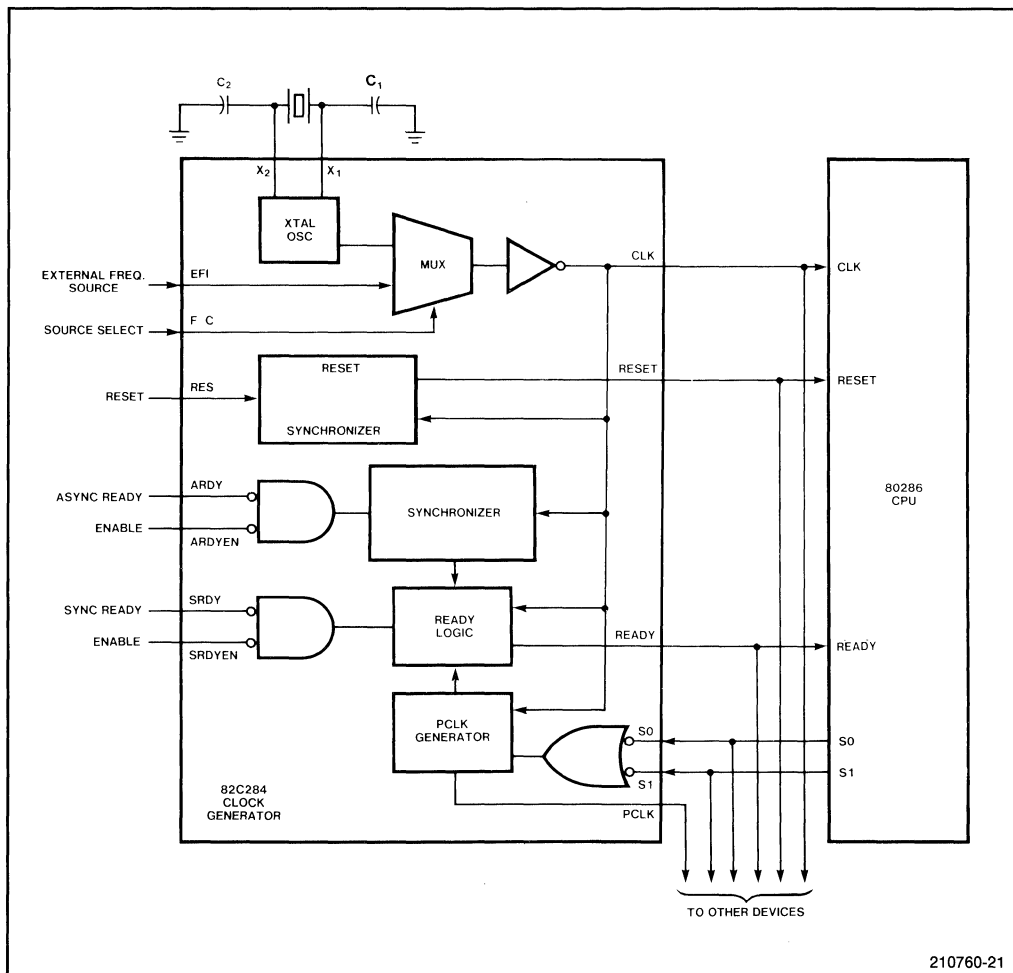 C2 C1
X2 X1
XTAL
OSC
MUX
CLK
CLK
EXTERNAL FREQ.
SOURCE
EFI
SOURCE SELECT
F C
RESET
RES
RESET
SYNCHRONIZER
RESET
RESET
ASYNC READY
ARDY
ENABLE
ARDYEN
SYNCHRONIZER
80286
CPU
SYNC READY
SRDY
ENABLE
SRDYEN
READY
LOGIC
READY
READY
PCLK
GENERATOR
S0
S0
S1
S1
PCLK
82C284
CLOCK
GENERATOR
TO OTHER DEVICES
210760-21